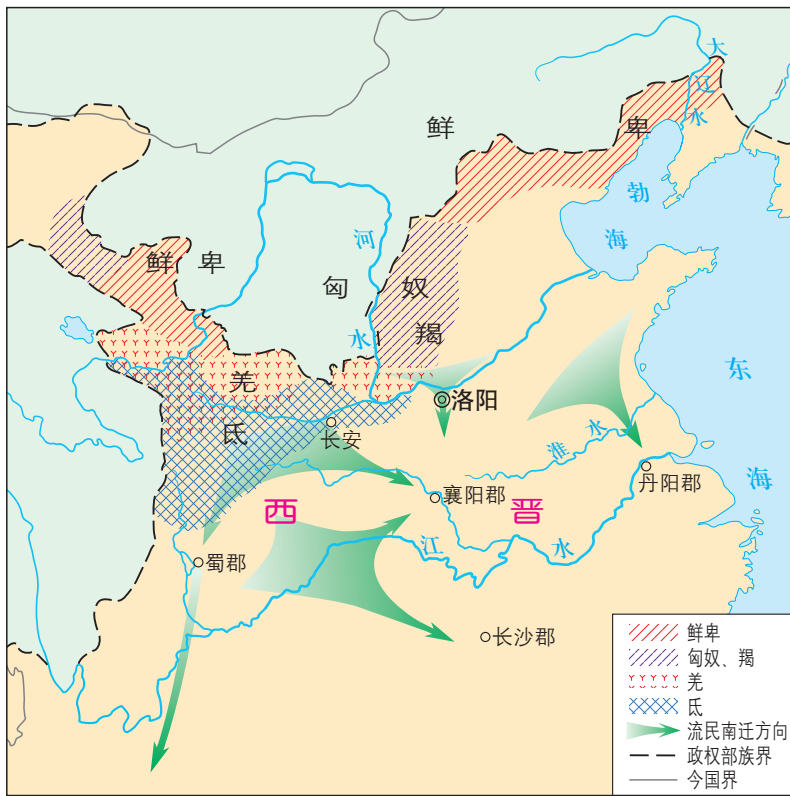 大辽水
鲜卑
勃海
河水
鲜卑
匈奴
羯
羌
氐
东海
洛阳
长安
淮水
丹阳郡
襄阳郡
西晋
江水
蜀郡
长沙郡
鲜卑
匈奴、羯
羌
氐
流民南迁方向
政权部族界
今国界